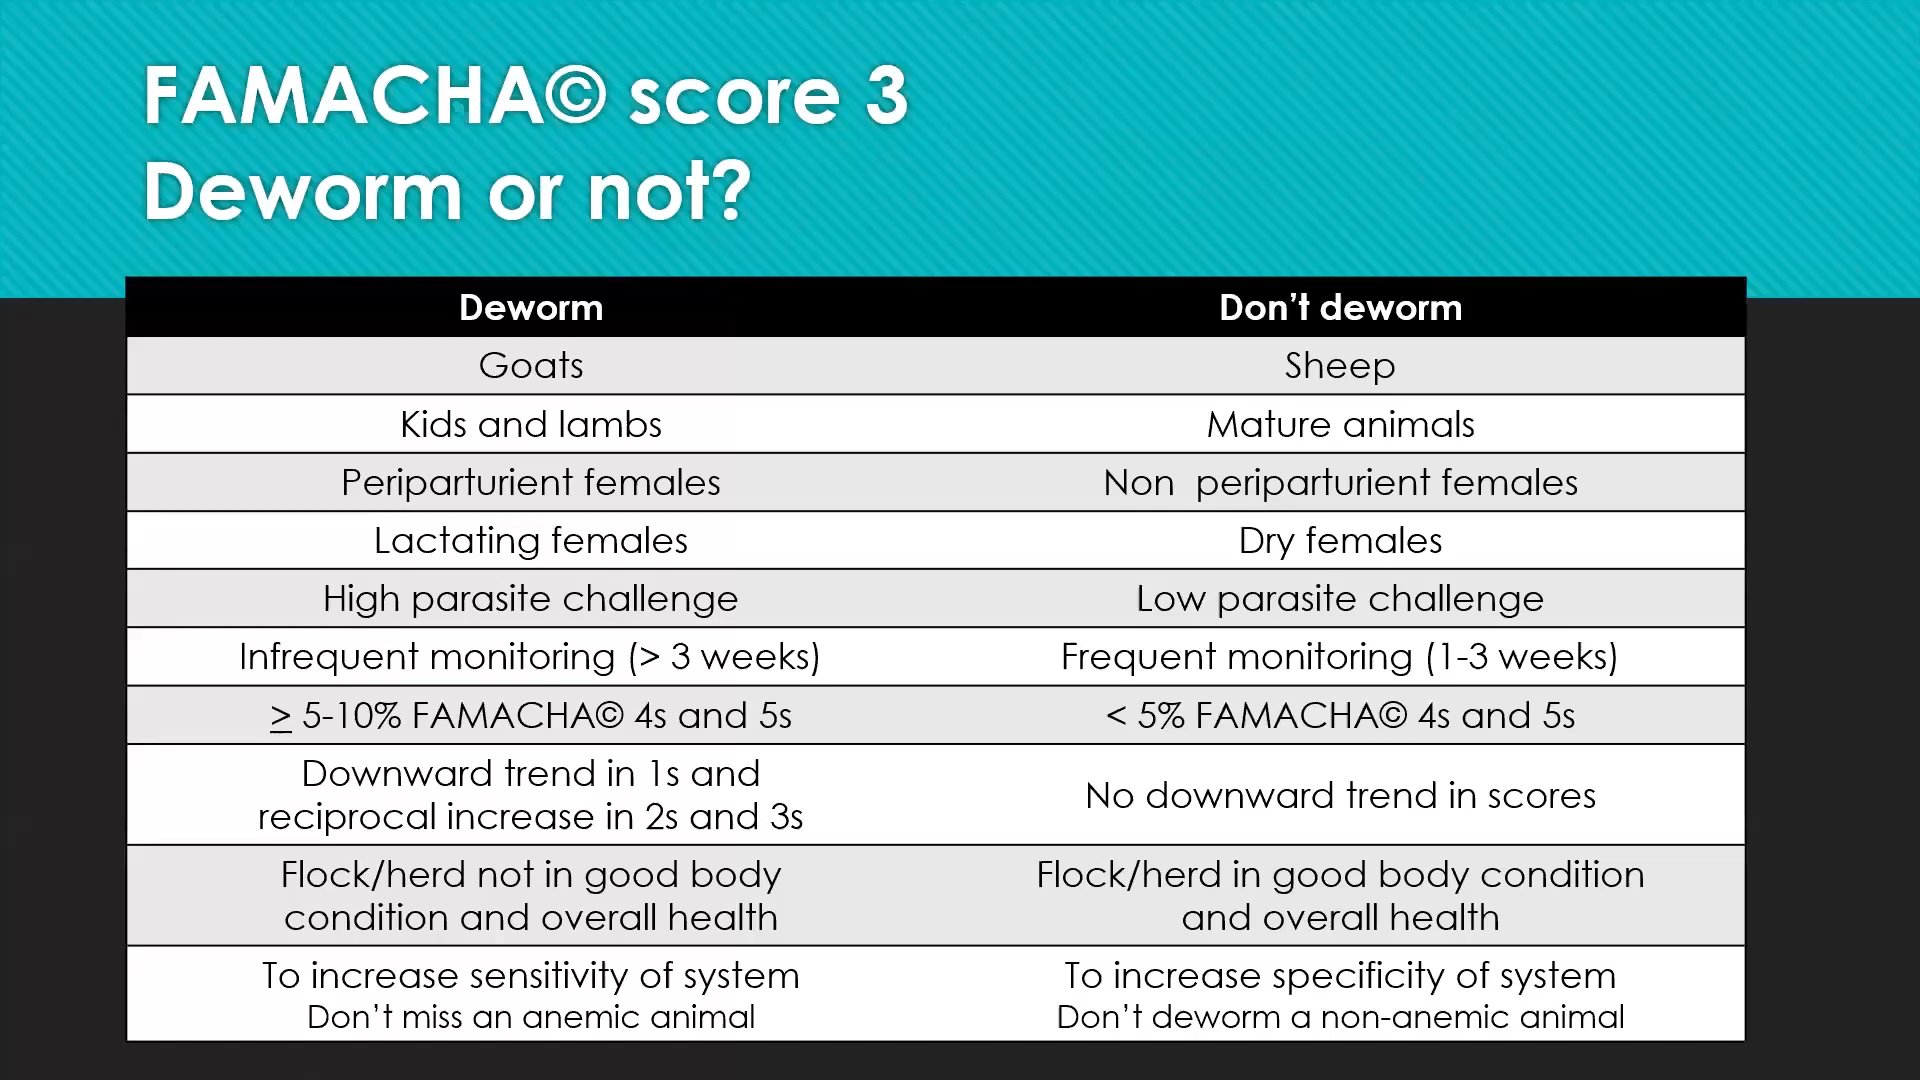 FAMACHA© score 3
Deworm or not?
Deworm
Don't deworm
Goats
Sheep
Kids and lambs
Mature animals
Periparturient females
Non  periparturient females
Lactating females
Dry females
High parasite challenge
Low parasite challenge
Infrequent monitoring (> 3 weeks)
Frequent monitoring (1-3 weeks)
≥ 5-10% FAMACHA© 4s and 5s
< 5% FAMACHA© 4s and 5s
Downward trend in 1s and
reciprocal increase in 2s and 3s
No downward trend in scores
Flock/herd not in good body
condition and overall health
Flock/herd in good body condition
and overall health
To increase sensitivity of system
Don't miss an anemic animal
To increase specificity of system
Don't deworm a non-anemic animal